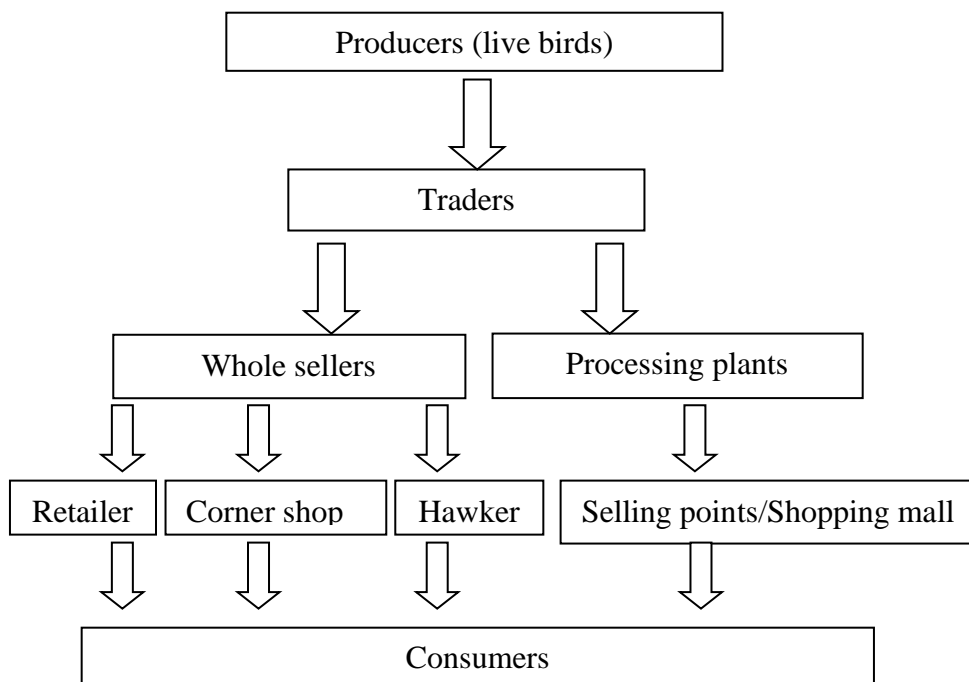 Producers (live birds)
Traders
Whole sellers
Processing plants
Retailer
Corner shop
Hawker
Selling points/Shopping mall
Consumers